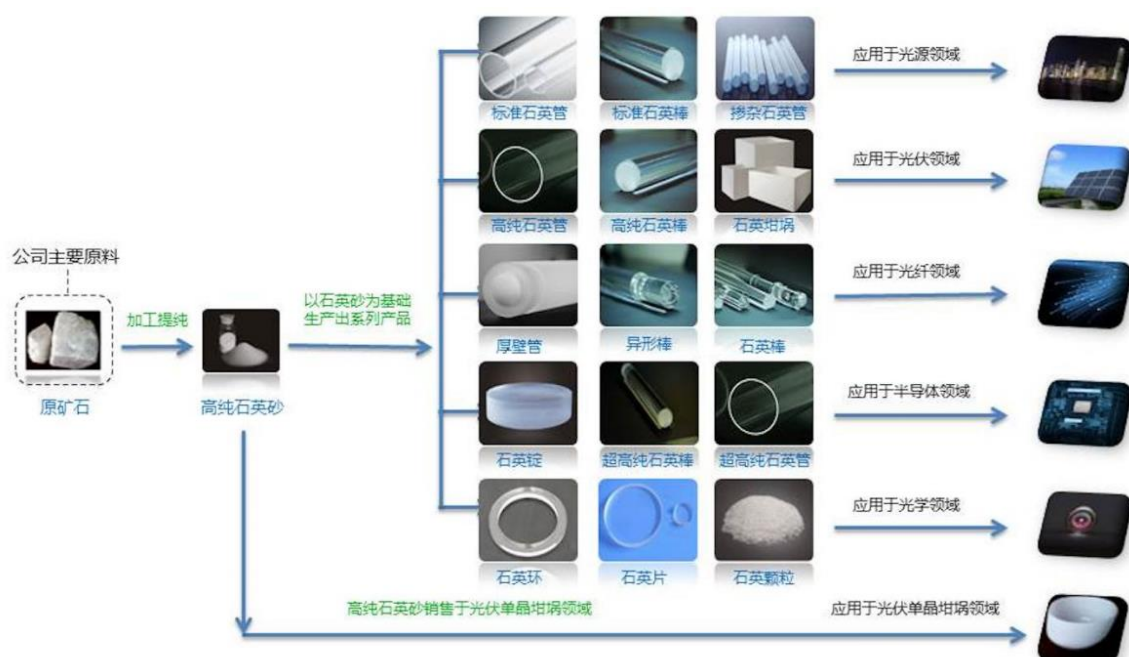 标准石英管
标准石英棒
掺杂石英管
应用于光源领域
高纯石英管
高纯石英棒
石英坩埚
应用于光伏领域
公司主要原料
原矿石
加工提纯
高纯石英砂
以石英砂为基础
生产出系列产品
厚壁管
异形棒
石英棒
应用于光纤领域
石英锭
超高纯石英棒
超高纯石英管
应用于半导体领域
石英环
石英片
石英颗粒
应用于光学领域
高纯石英砂销售于光伏单晶坩埚领域
应用于光伏单晶坩埚领域